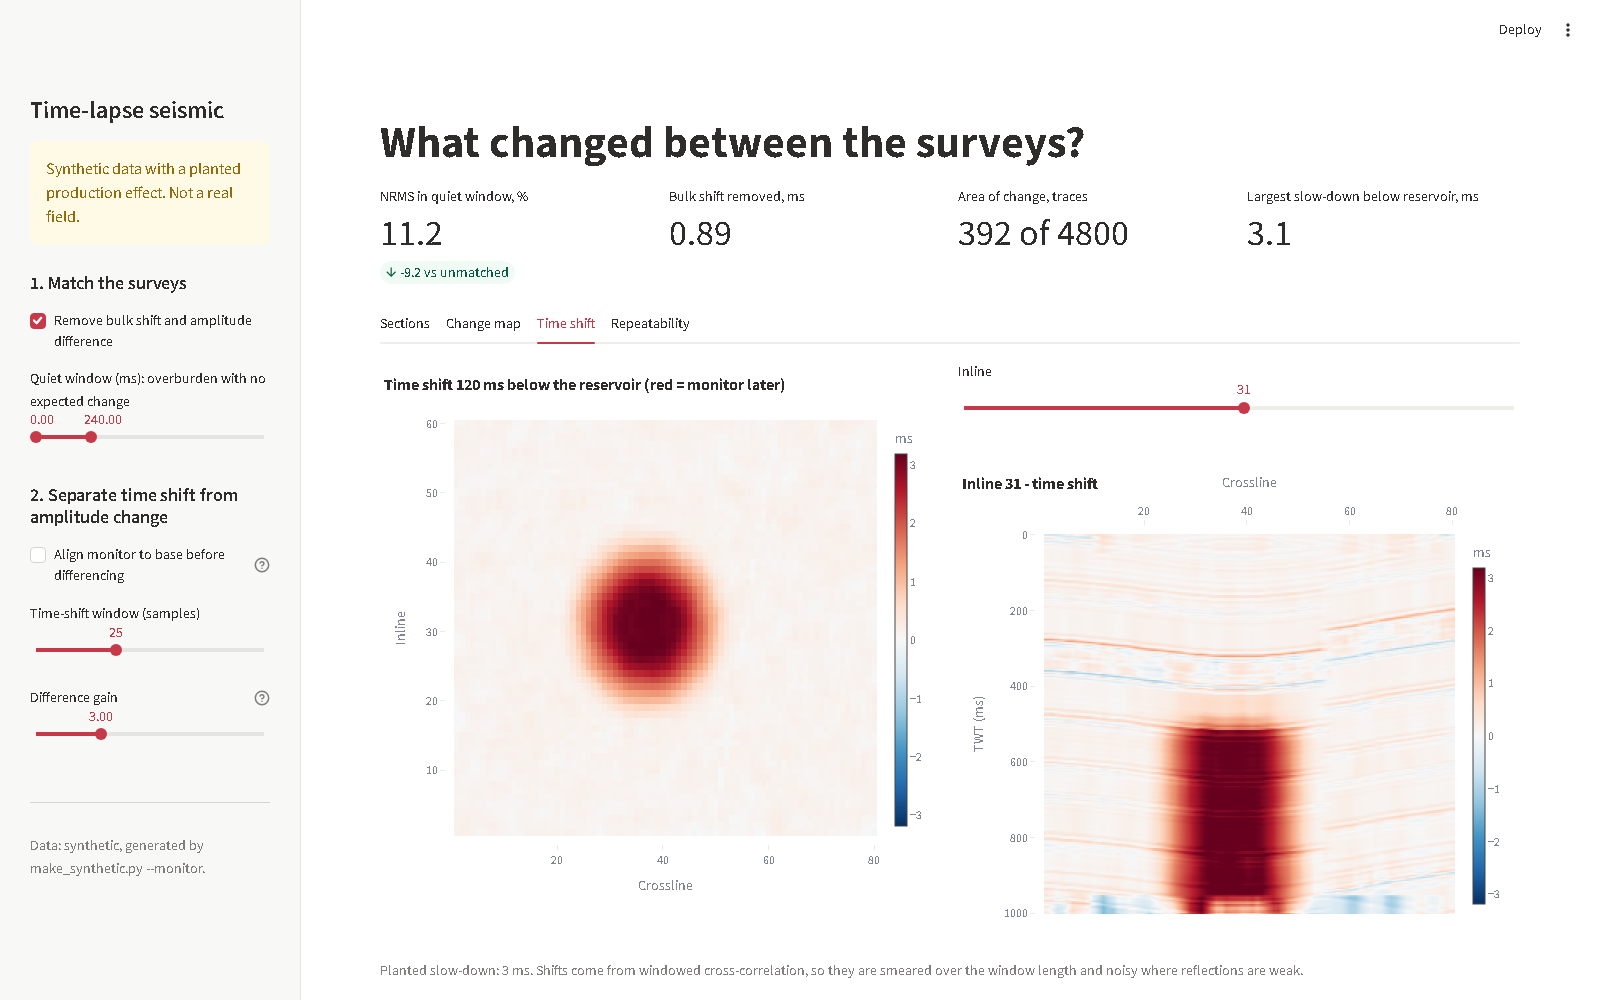 Deploy
Time-lapse seismic
Synthetic data with a planted
production effect. Not a real
field.
1. Match the surveys
Remove bulk shift and amplitude
difference
Quiet window (ms): overburden with no
expected change
0.00 240.00
2. Separate time shift from
amplitude change
Align monitor to base before
differencing
Time-shift window (samples)
25
Difference gain
3.00
Data: synthetic, generated by
make_synthetic.py --monitor.
What changed between the surveys?
NRMS in quiet window, %
11.2
↓ -9.2 vs unmatched
Bulk shift removed, ms
0.89
Area of change, traces
392 of 4800
Largest slow-down below reservoir, ms
3.1
Sections Change map Time shift Repeatability
Time shift 120 ms below the reservoir (red = monitor later)
60
50
40
30
20
10
Inline
20 40 60 80
Crossline
ms
3
2
1
0
−1
−2
−3
Inline
31
Inline 31 - time shift
Crossline
20 40 60 80
0
200
400
600
800
1000
TWT (ms)
ms
3
2
1
0
−1
−2
−3
Planted slow-down: 3 ms. Shifts come from windowed cross-correlation, so they are smeared over the window length and noisy where reflections are weak.